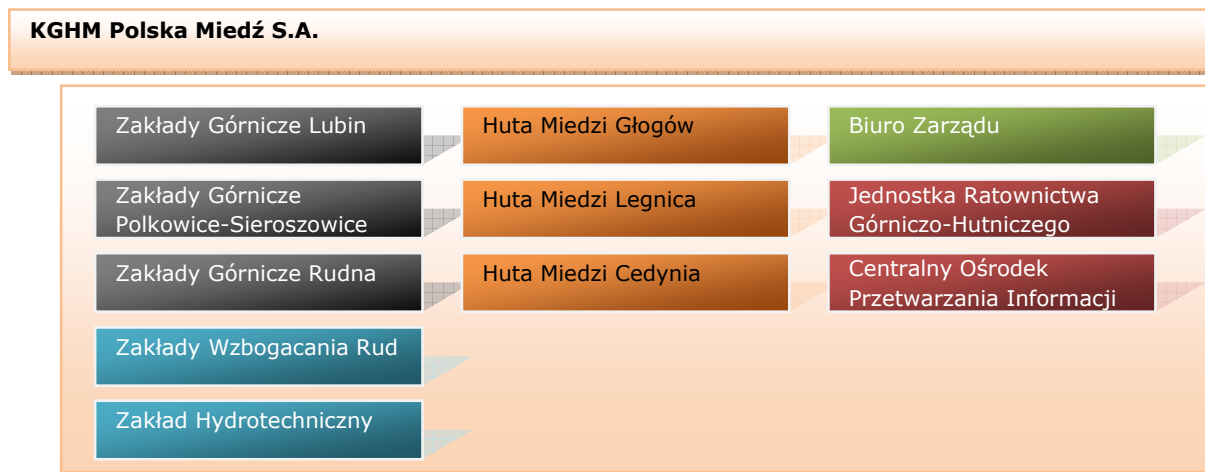 KGHM Polska Miedź S.A.
Zakłady Górnicze Lubin
Zakłady Górnicze
Polkowice-Sieroszowice
Zakłady Górnicze Rudna
Zakłady Wzbogacania Rud
Zakład Hydrotechniczny
Huta Miedzi Głogów
Huta Miedzi Legnica
Huta Miedzi Cedynia
Biuro Zarządu
Jednostka Ratownictwa
Górniczo-Hutniczego
Centralny Ośrodek
Przetwarzania Informacji